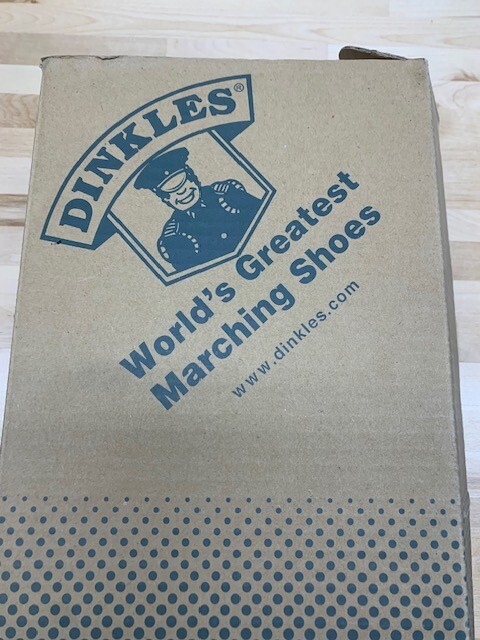 DINKLES®
World's Greatest
Marching Shoes
www.dinkles.com